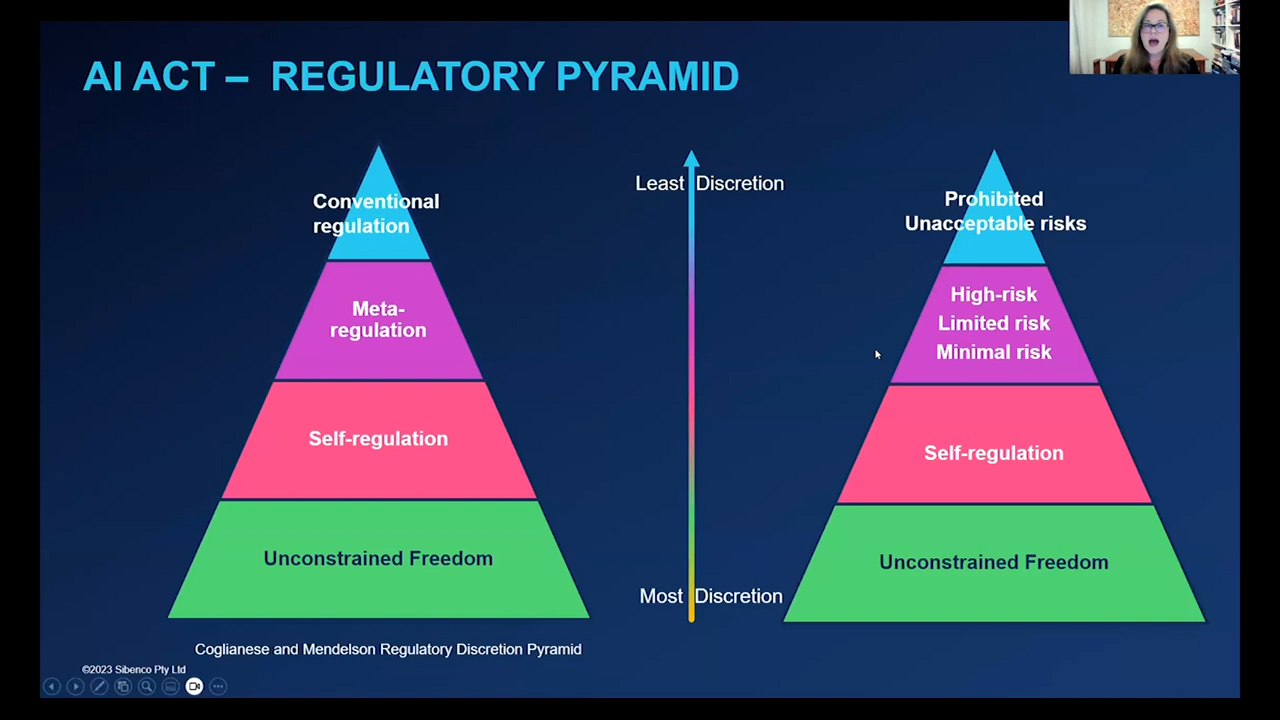 AI ACT – REGULATORY PYRAMID
Conventional
regulation
Meta-
regulation
Self-regulation
Unconstrained Freedom
Coglianese and Mendelson Regulatory Discretion Pyramid
Least Discretion
Most Discretion
Prohibited
Unacceptable risks
High-risk
Limited risk
Minimal risk
Self-regulation
Unconstrained Freedom
©2023 Sibenco Pty Ltd